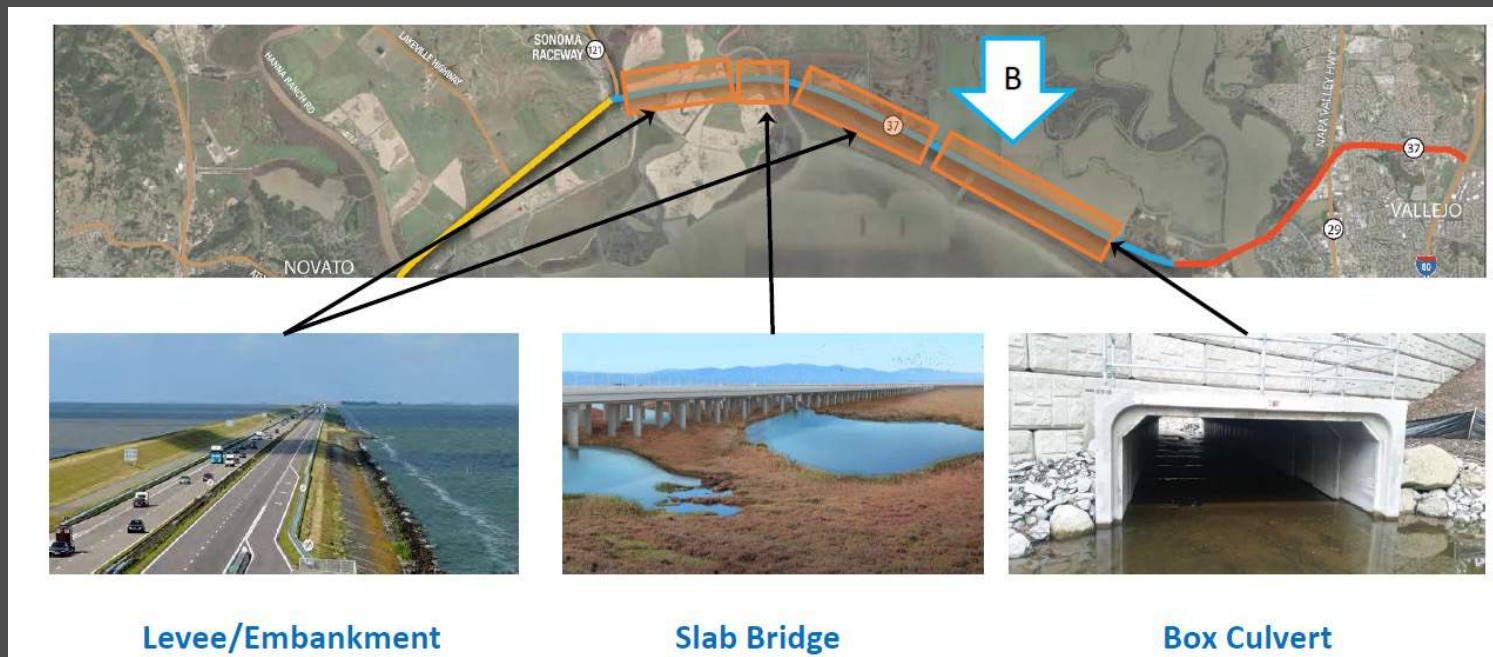 SONOMA
RACEWAY
121
LAKEVILLE HIGHWAY
HANNA RANCH RD
B
37
NAPA VALLEY HWY
37
VALLEJO
29
80
NOVATO
Levee/Embankment
Slab Bridge
Box Culvert